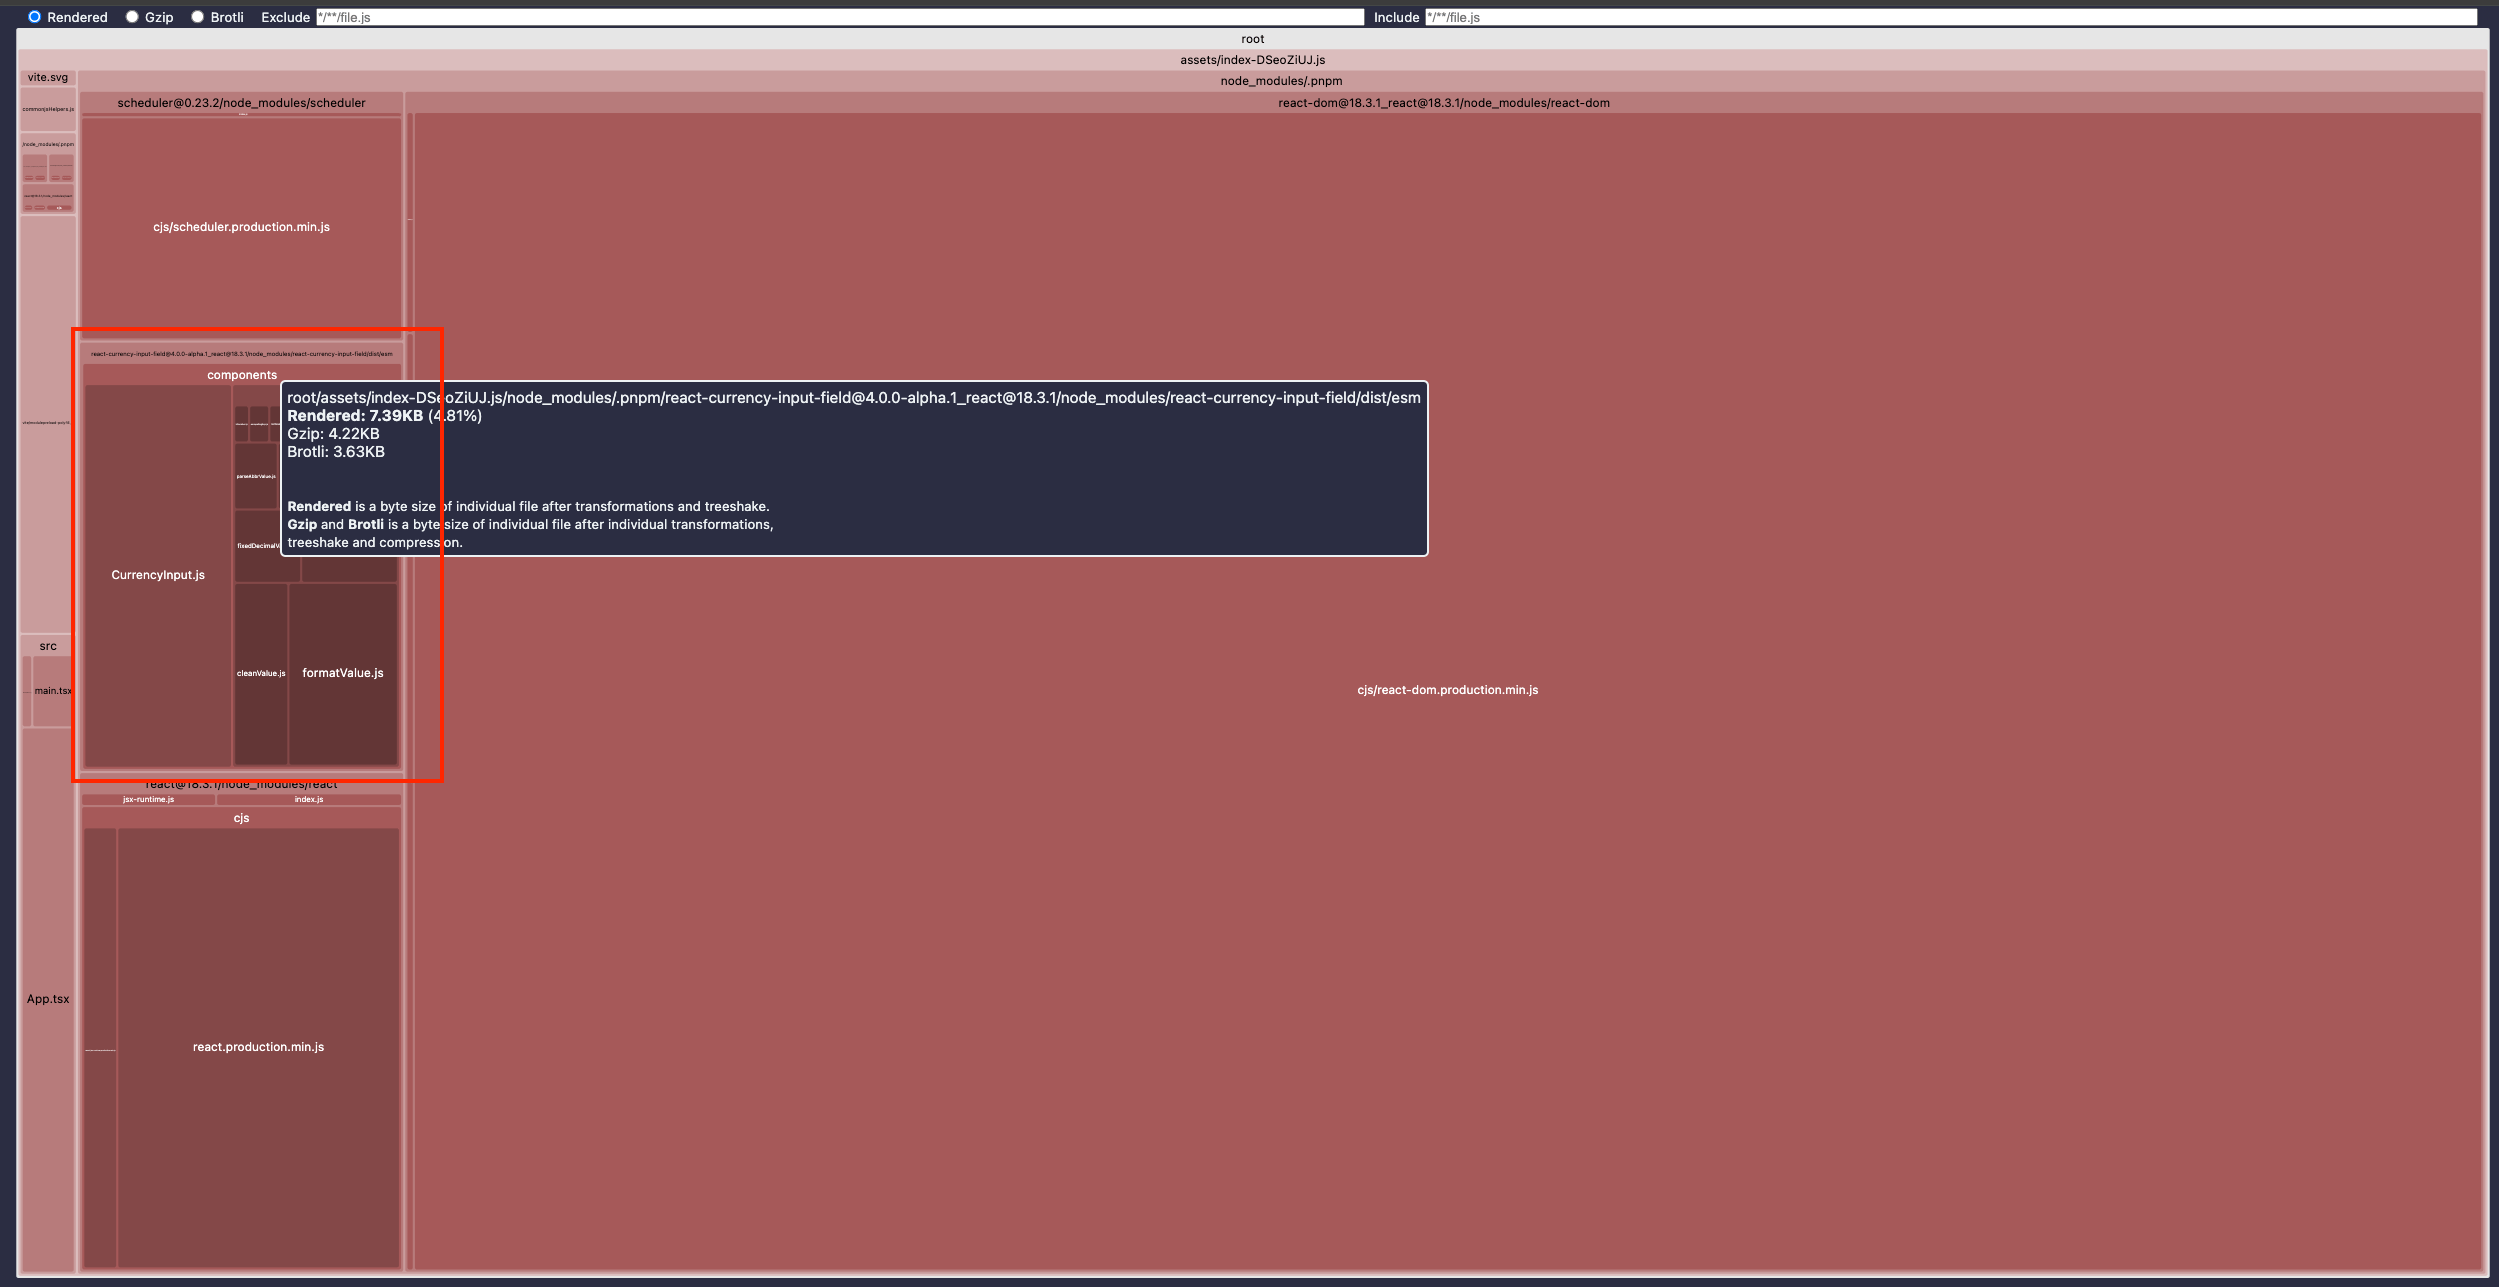 Rendered Gzip Brotli Exclude */**/file.js Include */**/file.js
root
assets/index-DSeoZiUJ.js
vite.svg
node_modules/.pnpm
commonjsHelpers.js
/node_modules/.pnpm
scheduler@0.23.2/node_modules/scheduler
cjs/scheduler.production.min.js
react-dom@18.3.1_react@18.3.1/node_modules/react-dom
react-currency-input-field@4.0.0-alpha.1_react@18.3.1/node_modules/react-currency-input-field/dist/esm
components
CurrencyInput.js
parseAbbrValue.js
fixedDecimalV
cleanValue.js
formatValue.js
root/assets/index-DSeoZiUJ.js/node_modules/.pnpm/react-currency-input-field@4.0.0-alpha.1_react@18.3.1/node_modules/react-currency-input-field/dist/esm
Rendered: 7.39KB (4.81%)
Gzip: 4.22KB
Brotli: 3.63KB
Rendered is a byte size of individual file after transformations and treeshake.
Gzip and Brotli is a byte size of individual file after individual transformations,
treeshake and compression.
src
main.tsx
App.tsx
cjs/react-dom.production.min.js
react@18.3.1/node_modules/react
jsx-runtime.js
index.js
cjs
react.production.min.js